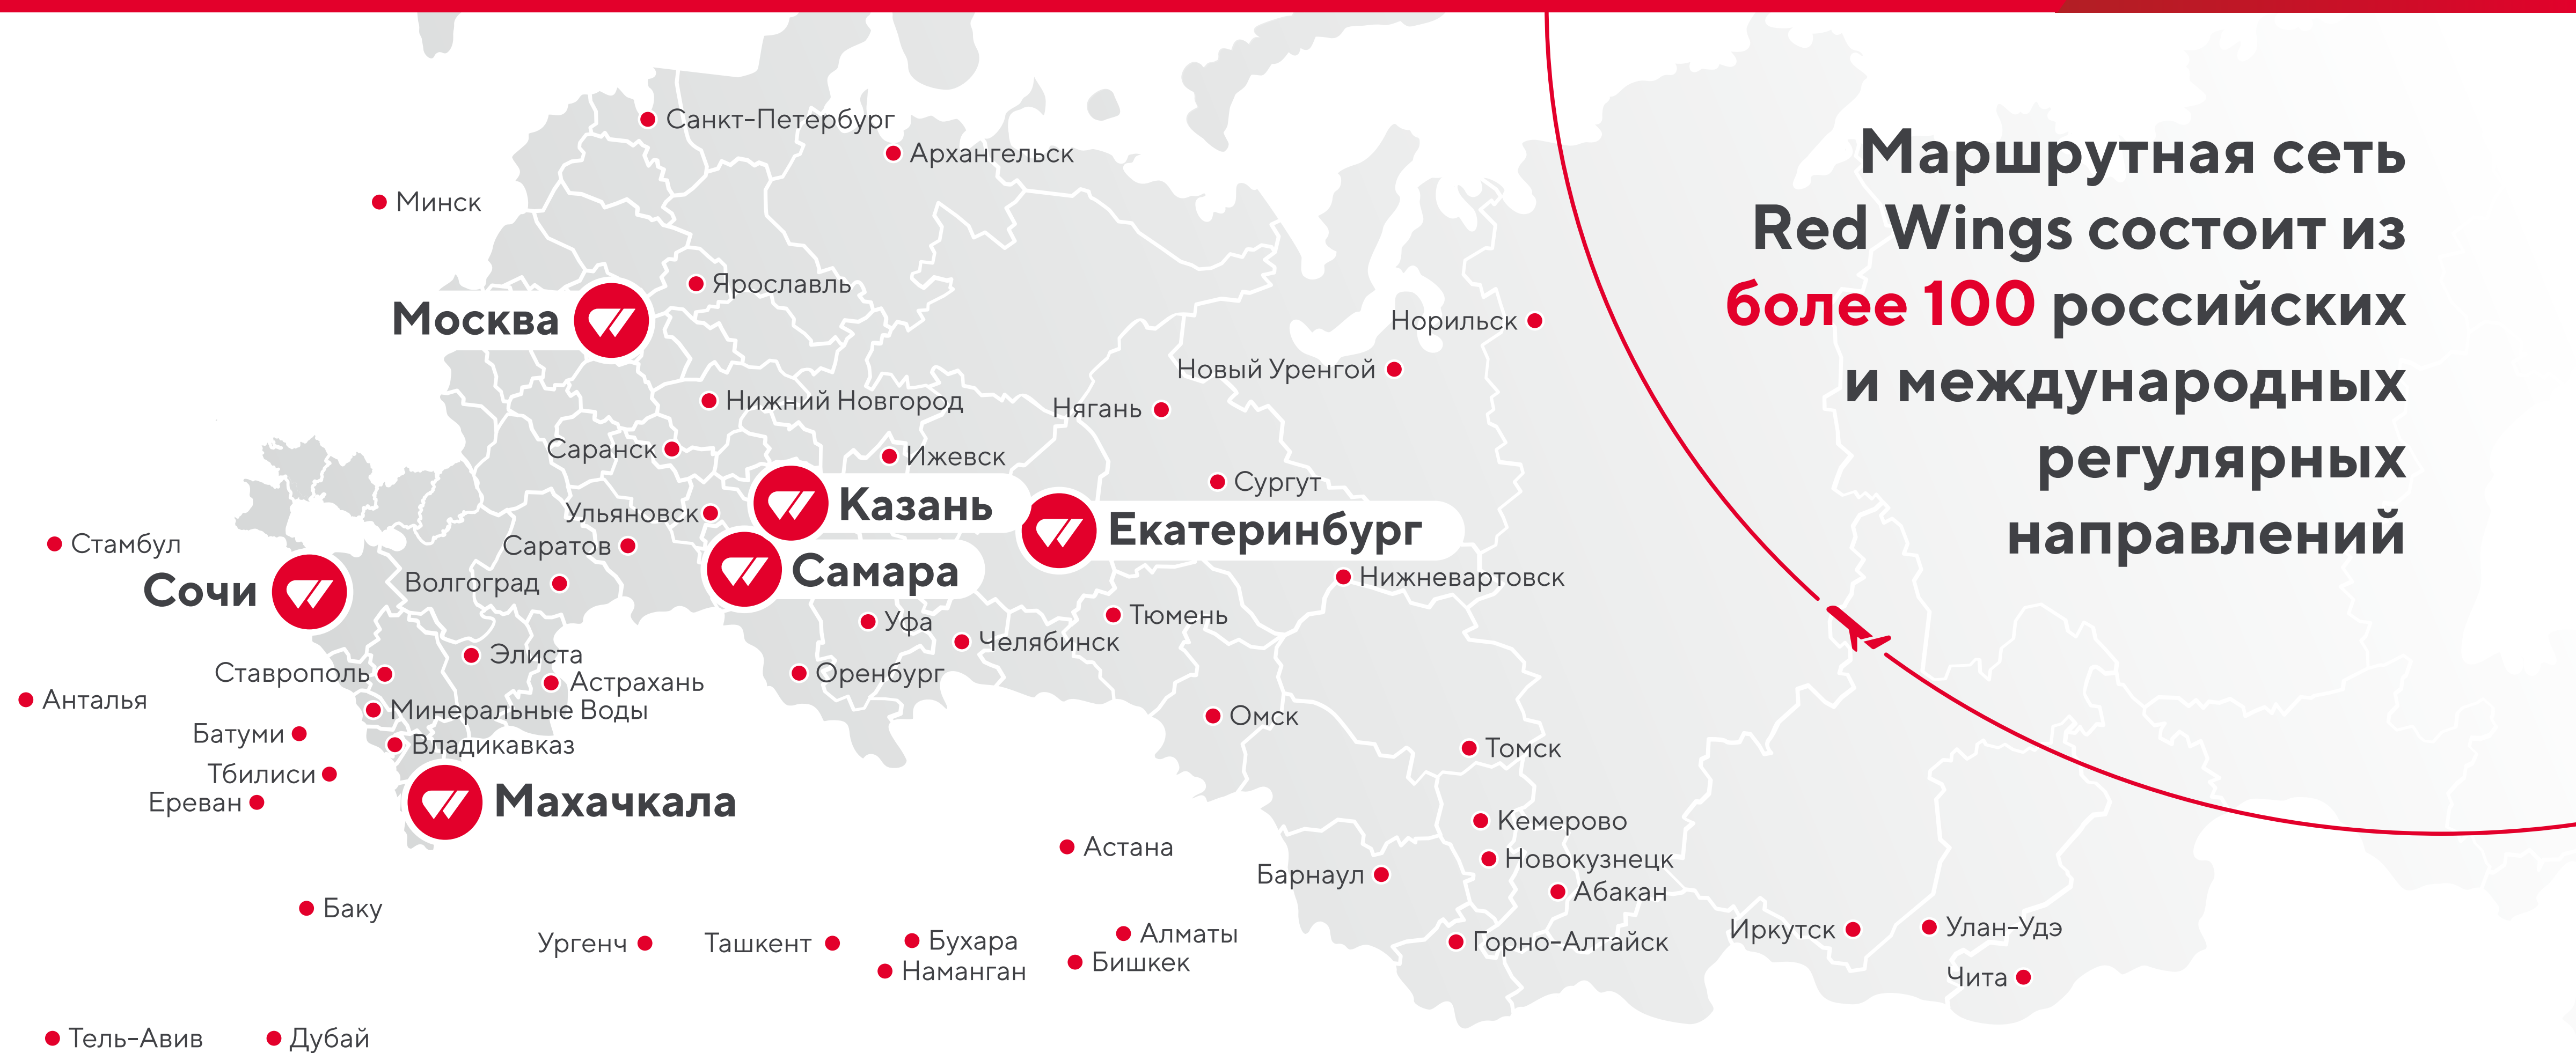 Маршрутная сеть
Red Wings состоит из
более 100 российских
и международных
регулярных
направлений
Санкт-Петербург
Архангельск
Минск
Ярославль
Москва
Норильск
Новый Уренгой
Нижний Новгород
Нягань
Саранск
Ижевск
Сургут
Казань
Ульяновск
Екатеринбург
Стамбул
Саратов
Самара
Нижневартовск
Волгоград
Сочи
Тюмень
Уфа
Челябинск
Элиста
Ставрополь
Оренбург
Астрахань
Анталья
Минеральные Воды
Омск
Батуми
Владикавказ
Томск
Тбилиси
Ереван
Махачкала
Кемерово
Астана
Новокузнецк
Барнаул
Абакан
Баку
Иркутск
Улан-Удэ
Алматы
Бухара
Ургенч
Ташкент
Горно-Алтайск
Бишкек
Наманган
Чита
Тель-Авив
Дубай